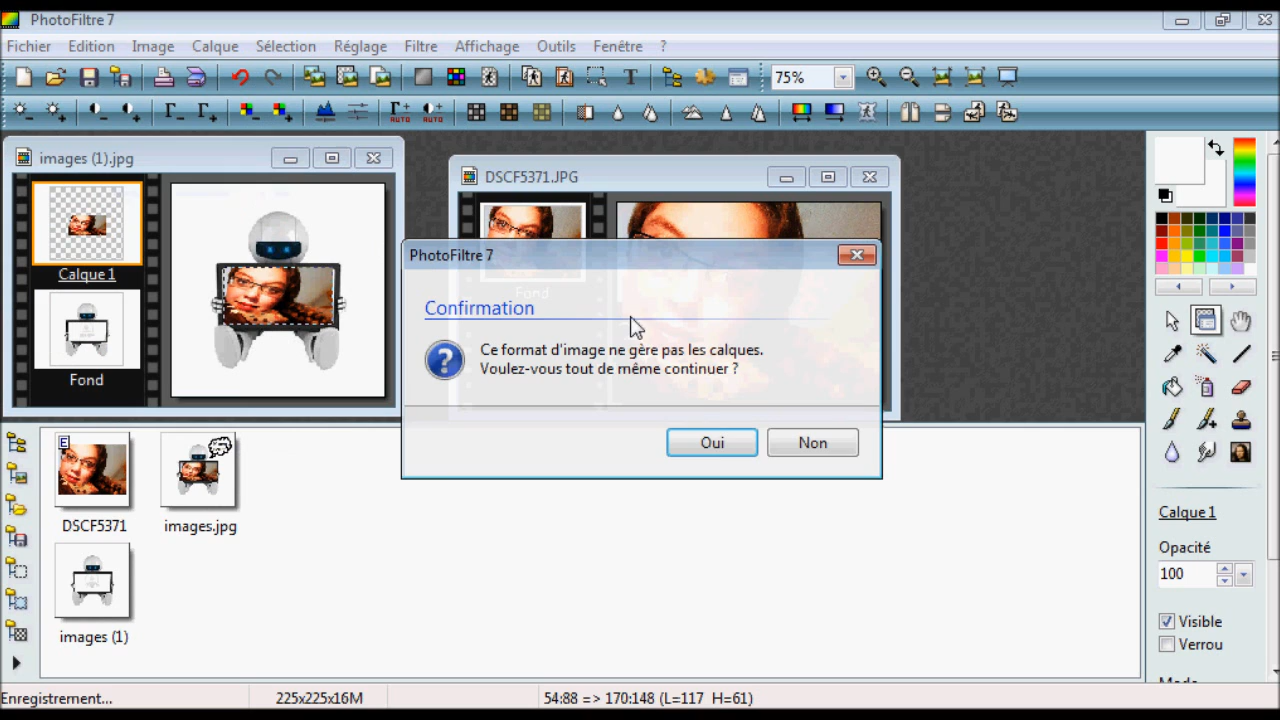 PhotoFiltre 7
Fichier Edition Image Calque Sélection Réglage Filtre Affichage Outils Fenêtre ?
T 75%
AUTO AUTO
images (1).jpg
DSCF5371.JPG
Calque 1
Fond
Fond
PhotoFiltre 7
Confirmation
Ce format d'image ne gère pas les calques.
Voulez-vous tout de même continuer ?
Oui Non
E
DSCF5371
images.jpg
images (1)
Calque 1
Opacité
100
Visible
Verrou
Enregistrement... 225x225x16M 54:88 => 170:148 (L=117 H=61)